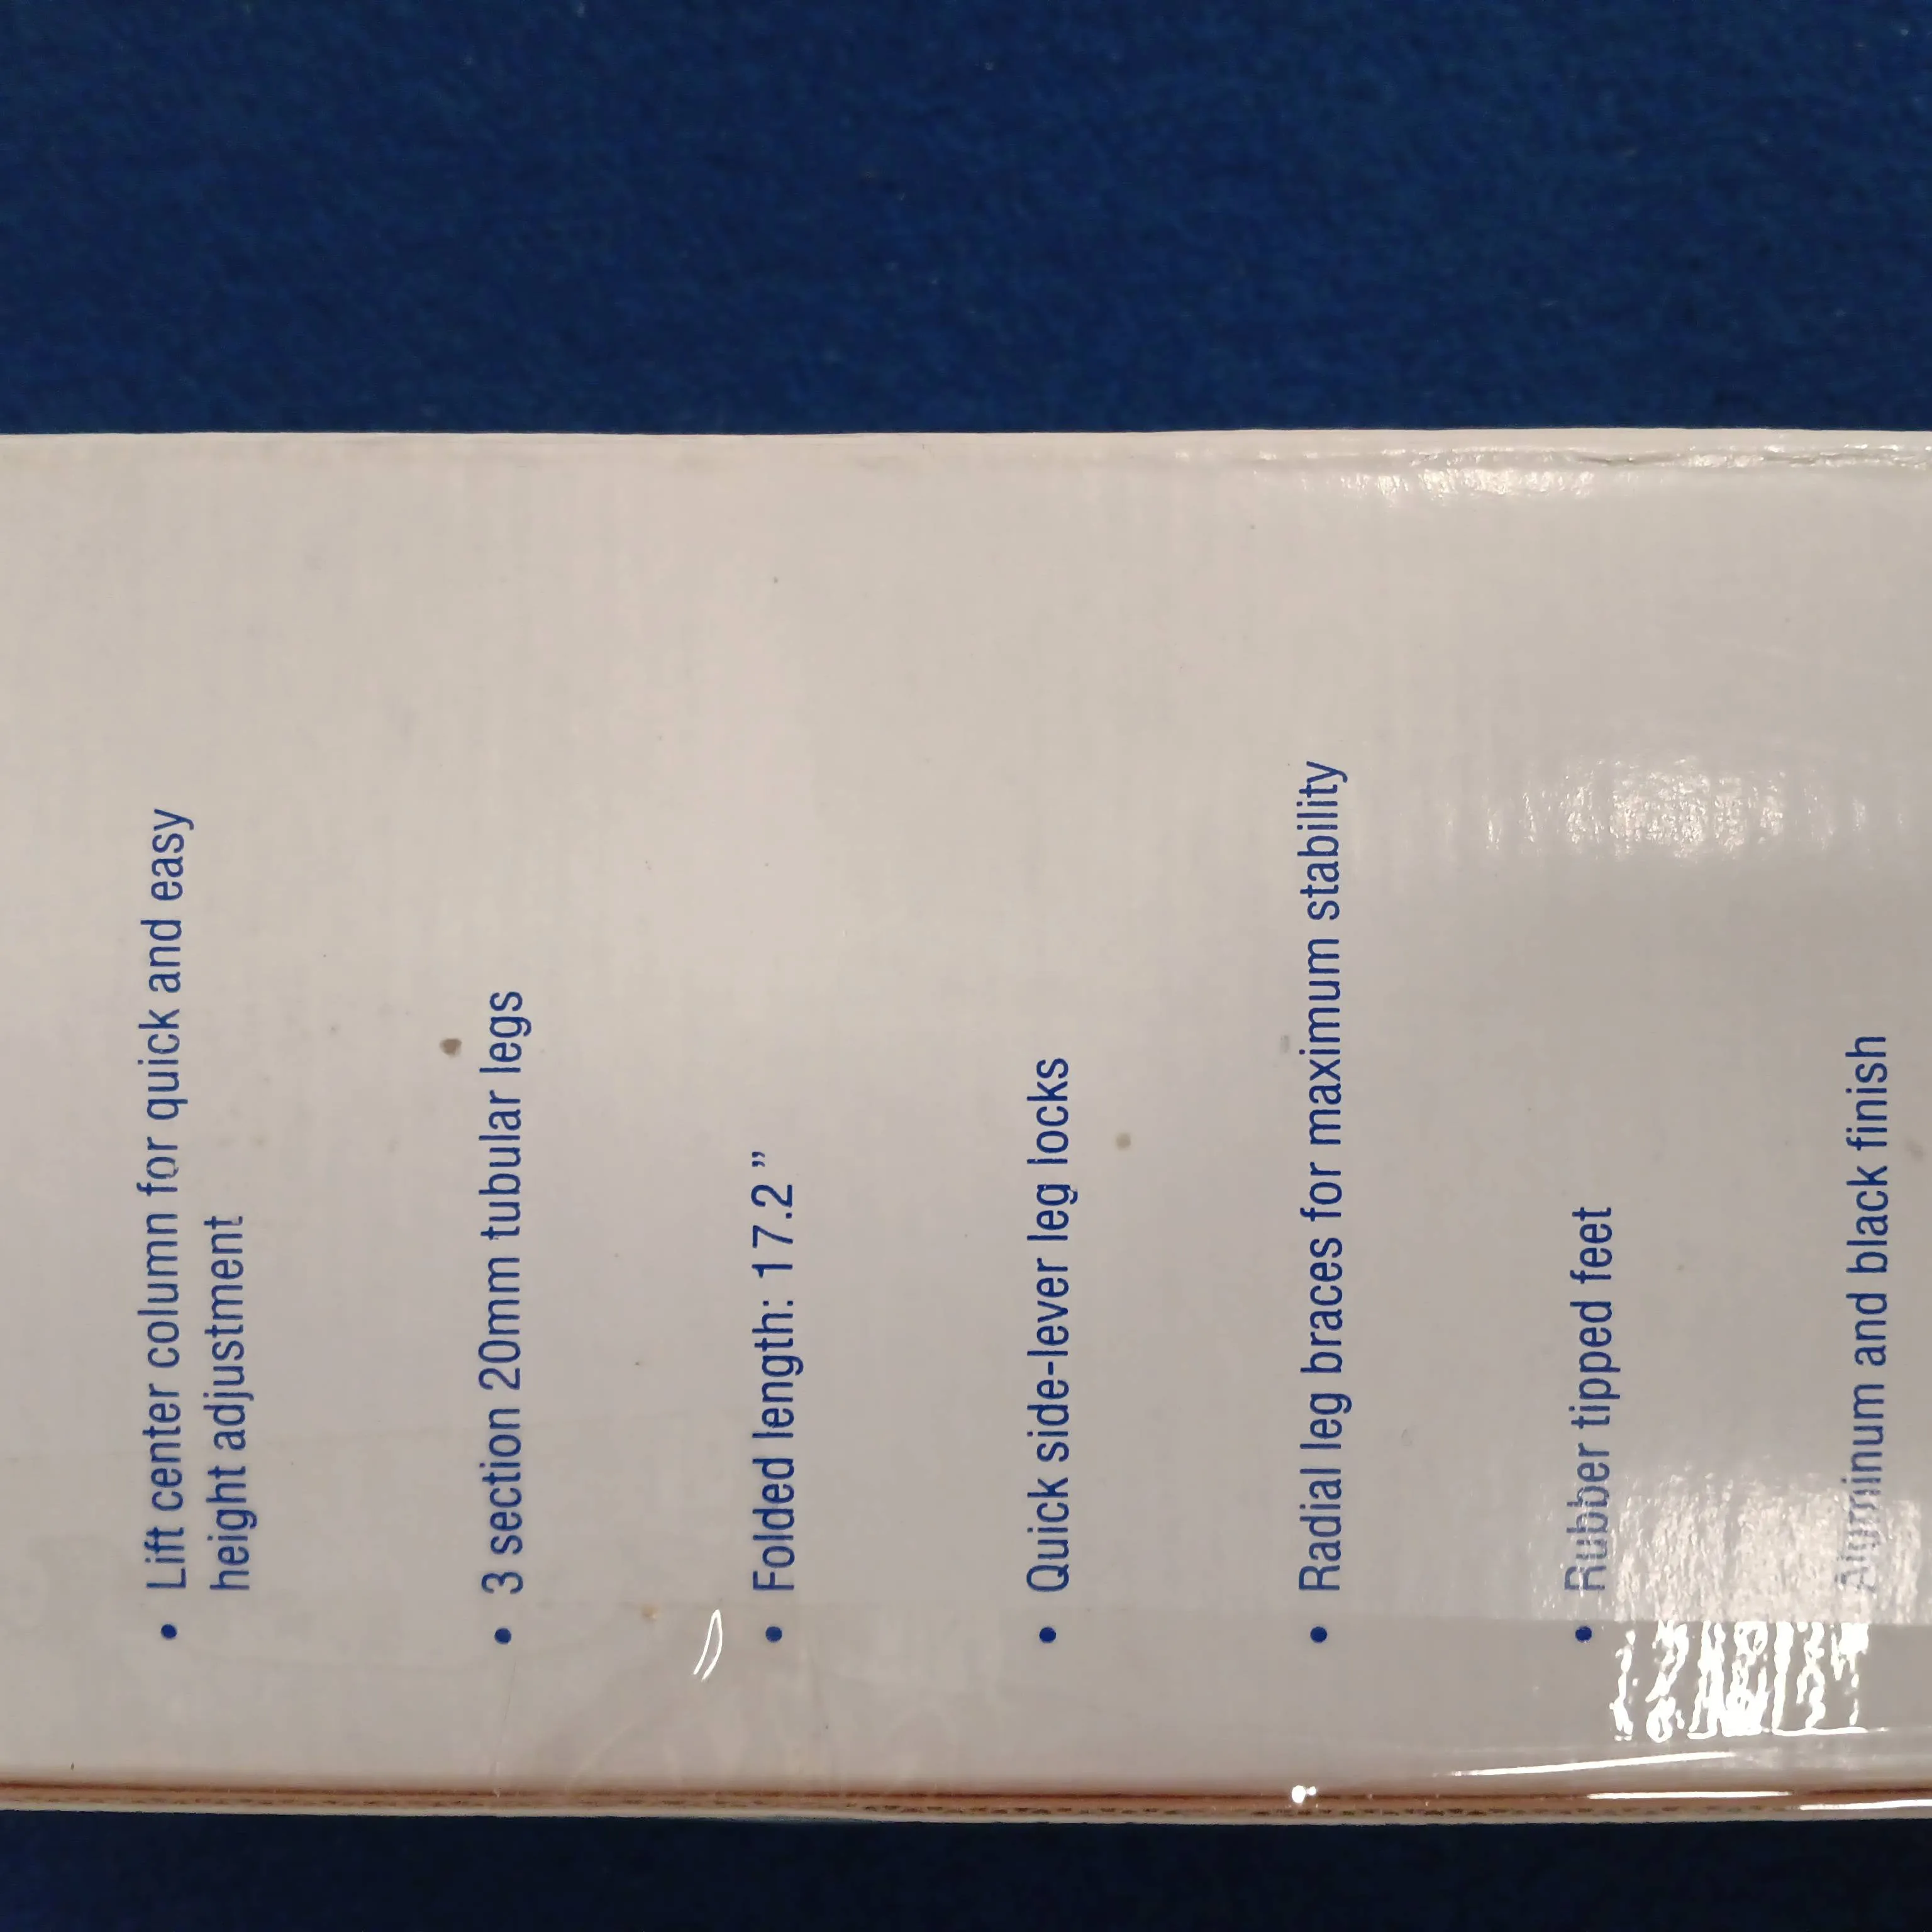 • Lift center column for quick and easy
height adjustment
• 3 section 20mm tubular legs
• Folded length: 17.2"
• Quick side-lever leg locks
• Radial leg braces for maximum stability
• Rubber tipped feet
Aluminum and black finish